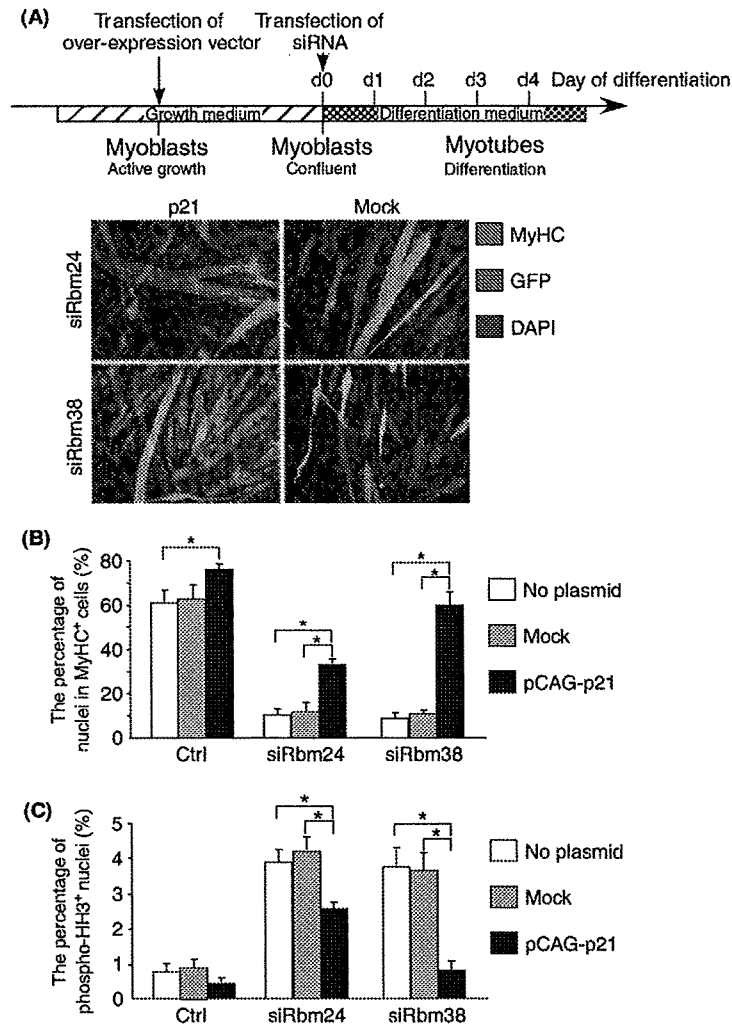 (A)
Transfection of over-expression vector
Transfection of siRNA
d0 d1 d2 d3 d4 Day of differentiation
Growth medium
Differentiation medium
Myoblasts
Active growth
Myoblasts
Confluent
Myotubes
Differentiation
p21
Mock
siRbm24
siRbm38
MyHC
GFP
DAPI
(B)
The percentage of nuclei in MyHC+ cells (%)
80
60
40
20
0
*
*
*
*
*
Ctrl
siRbm24
siRbm38
No plasmid
Mock
pCAG-p21
(C)
The percentage of phospho-HH3+ nuclei (%)
5
4
3
2
1
0
*
*
*
*
Ctrl
siRbm24
siRbm38
No plasmid
Mock
pCAG-p21